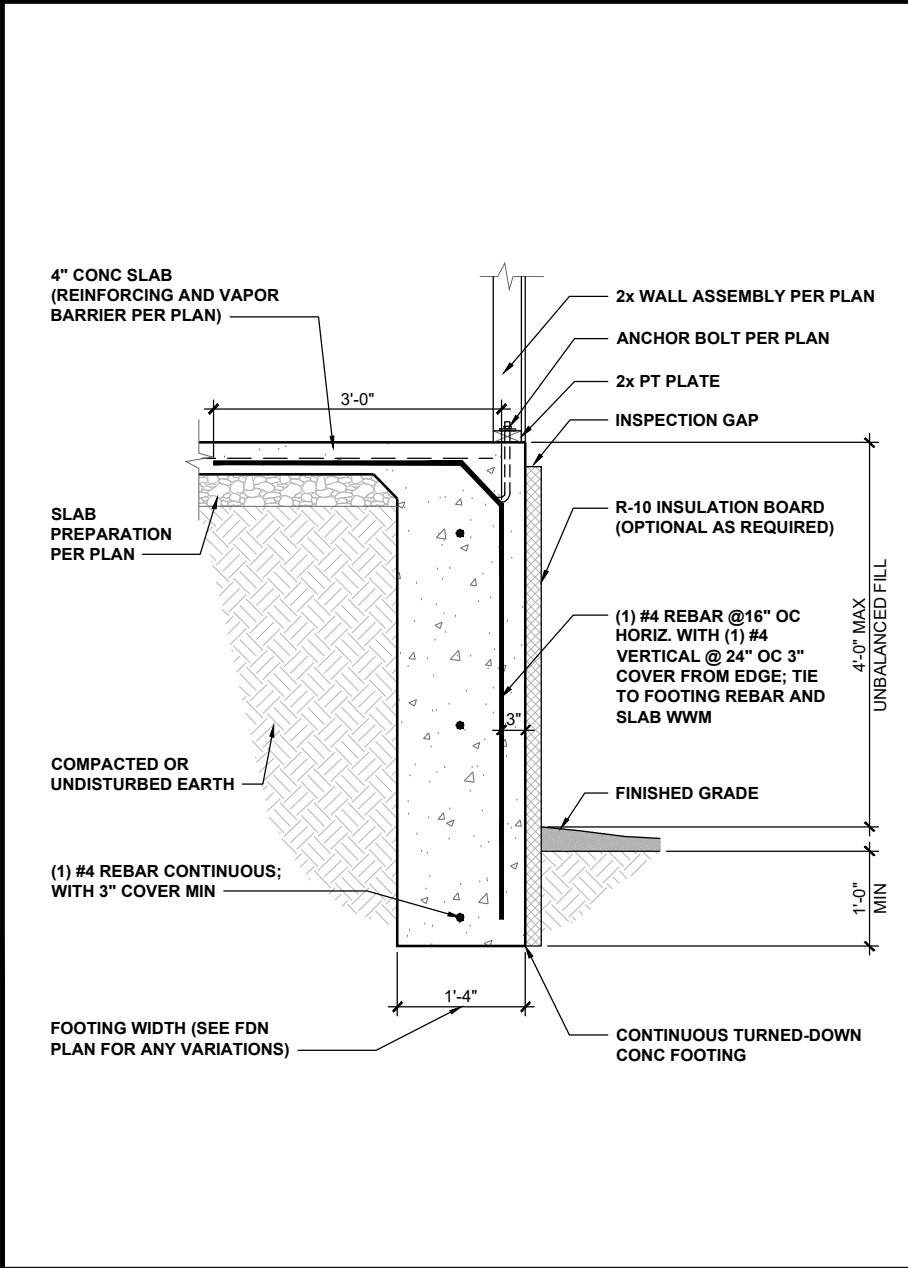 4" CONC SLAB
(REINFORCING AND VAPOR
BARRIER PER PLAN)
3'-0"
SLAB
PREPARATION
PER PLAN
COMPACTED OR
UNDISTURBED EARTH
(1) #4 REBAR CONTINUOUS;
WITH 3" COVER MIN
1'-4"
FOOTING WIDTH (SEE FDN
PLAN FOR ANY VARIATIONS)
2x WALL ASSEMBLY PER PLAN
ANCHOR BOLT PER PLAN
2x PT PLATE
INSPECTION GAP
R-10 INSULATION BOARD
(OPTIONAL AS REQUIRED)
(1) #4 REBAR @16" OC
HORIZ. WITH (1) #4
VERTICAL @ 24" OC 3"
COVER FROM EDGE; TIE
TO FOOTING REBAR AND
SLAB WWM
3"
FINISHED GRADE
CONTINUOUS TURNED-DOWN
CONC FOOTING
4'-0" MAX
UNBALANCED FILL
1'-0"
MIN